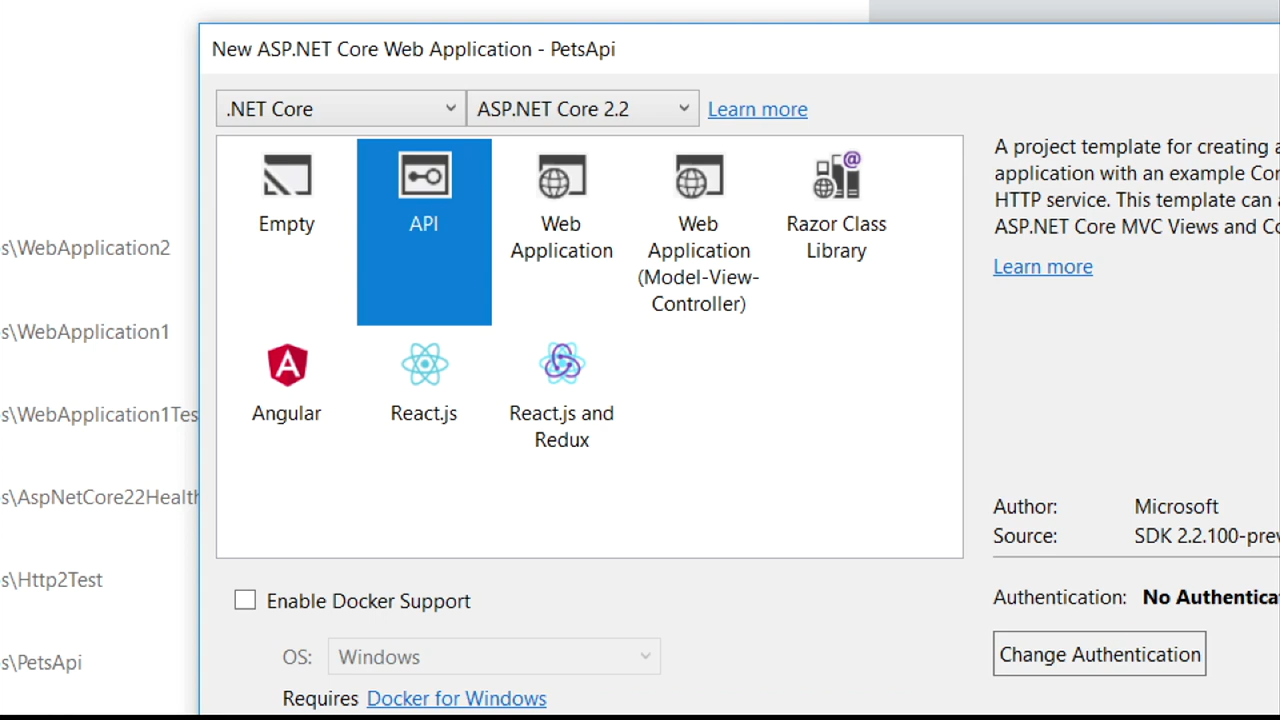 New ASP.NET Core Web Application - PetsApi
.NET Core
ASP.NET Core 2.2
Learn more
Empty
API
Web
Application
Web
Application
(Model-View-
Controller)
Razor Class
Library
Angular
React.js
React.js and
Redux
A project template for creating
application with an example
HTTP service. This template can
ASP.NET Core MVC Views and
Learn more
Author: Microsoft
Source: SDK 2.2.100-prev
Authentication: No Authentica
Change Authentication
Enable Docker Support
OS: Windows
Requires Docker for Windows
s\WebApplication2
s\WebApplication1
s\WebApplication1Tes
s\AspNetCore22Health
s\Http2Test
s\PetsApi